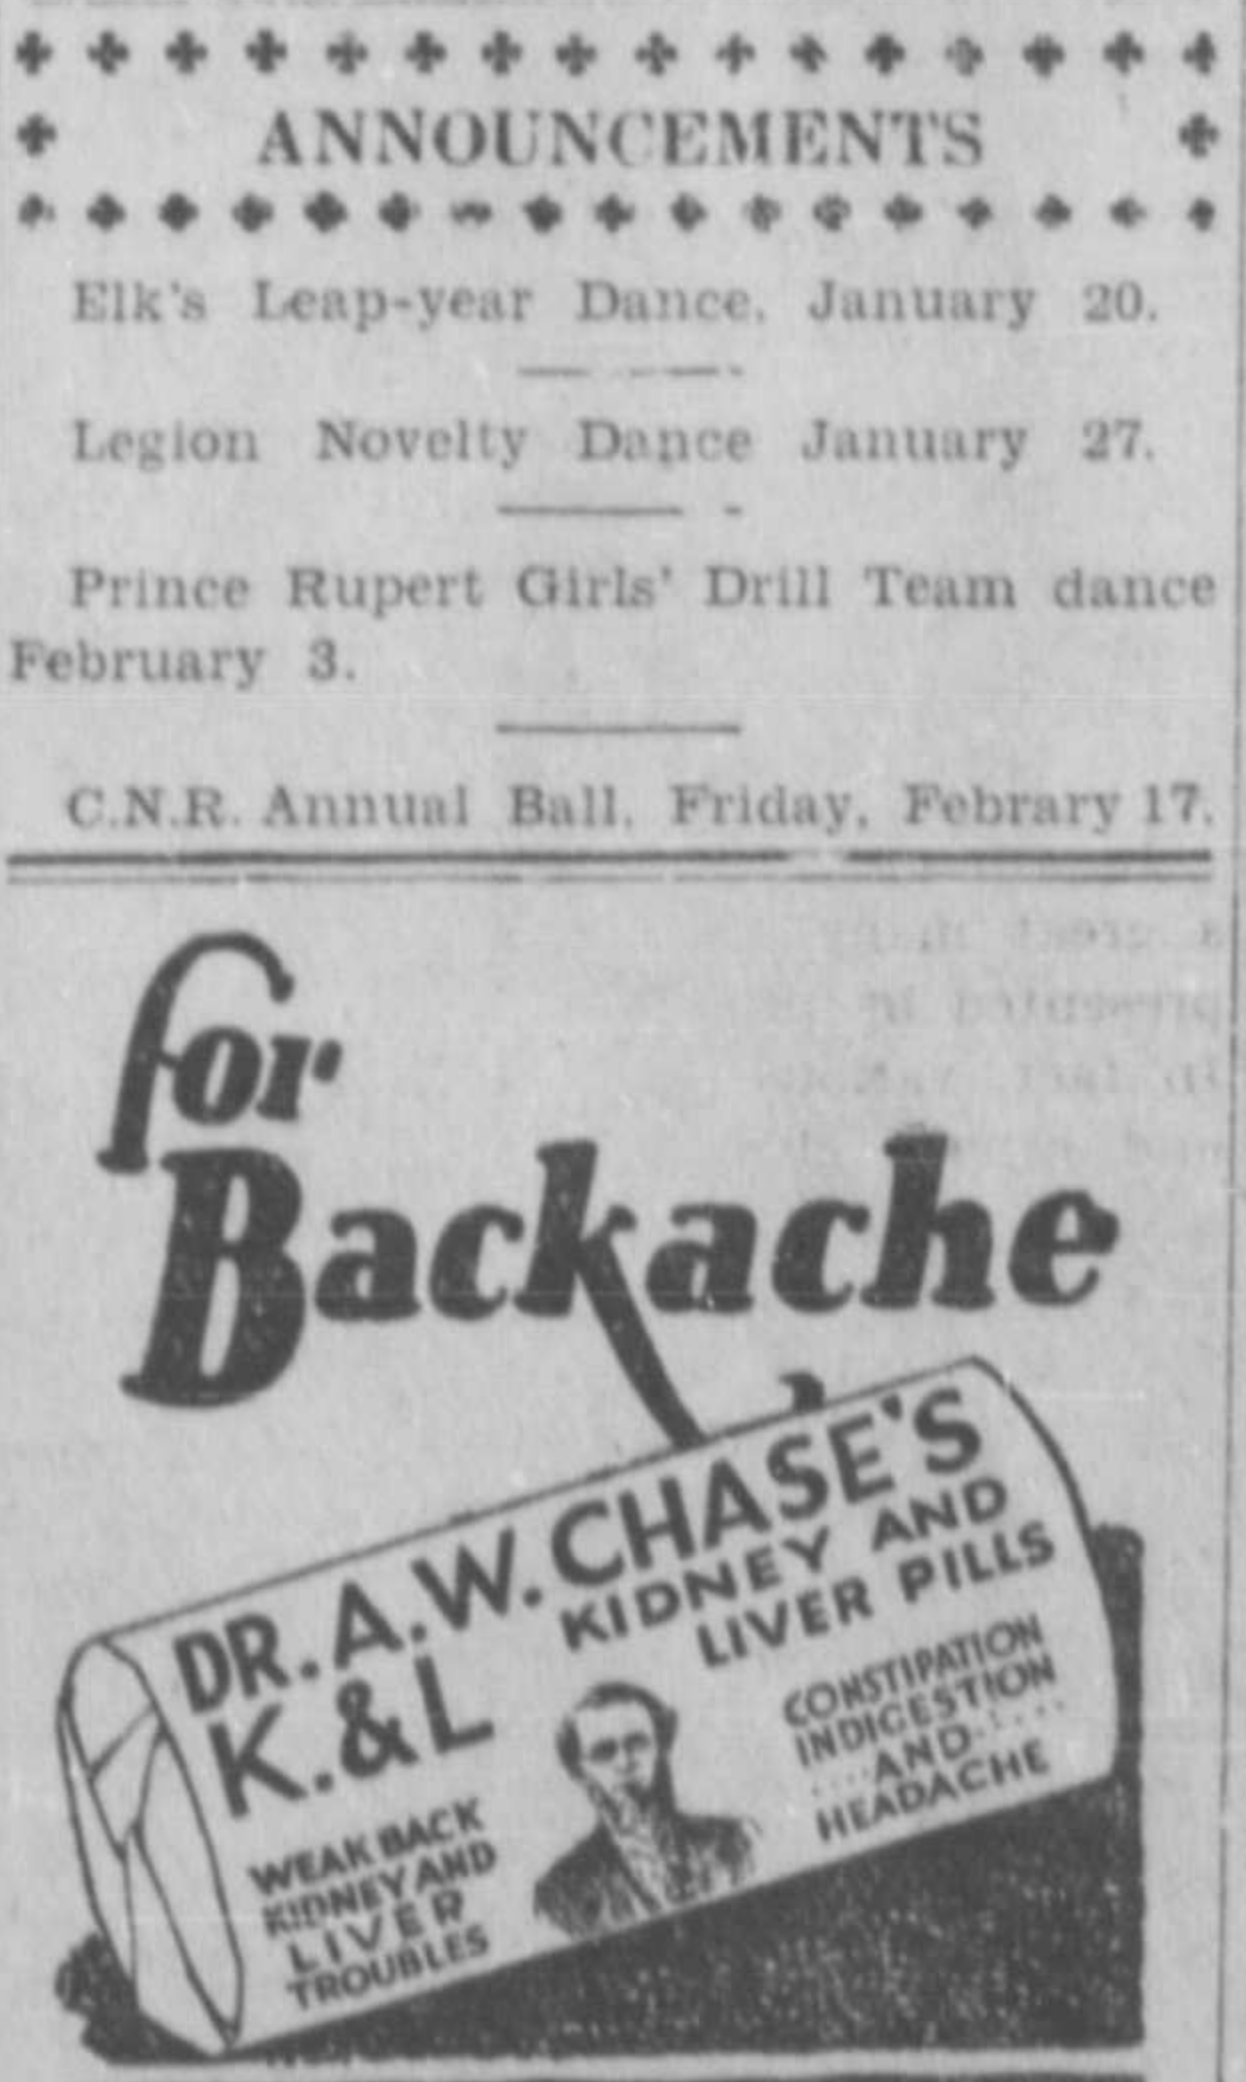 ANNOUNCEMENTS
Elk's Leap-year Dance, January 20.
Legion Novelty Dance January 27.
Prince Rupert Girls' Drill Team dance
February 3.
C.N.R. Annual Ball, Friday, Febrary 17.
for
Backache
DR. A. W. CHASE'S
KIDNEY AND
LIVER PILLS
K. & L
WEAK BACK
KIDNEY AND
LIVER
TROUBLES
CONSTIPATION
INDIGESTION
AND
HEADACHE